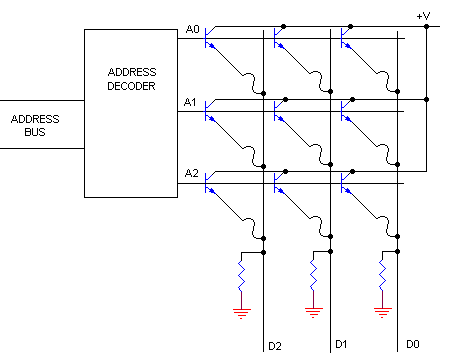 +V
A0
ADDRESS
DECODER
A1
ADDRESS
BUS
A2
D2
D1
D0